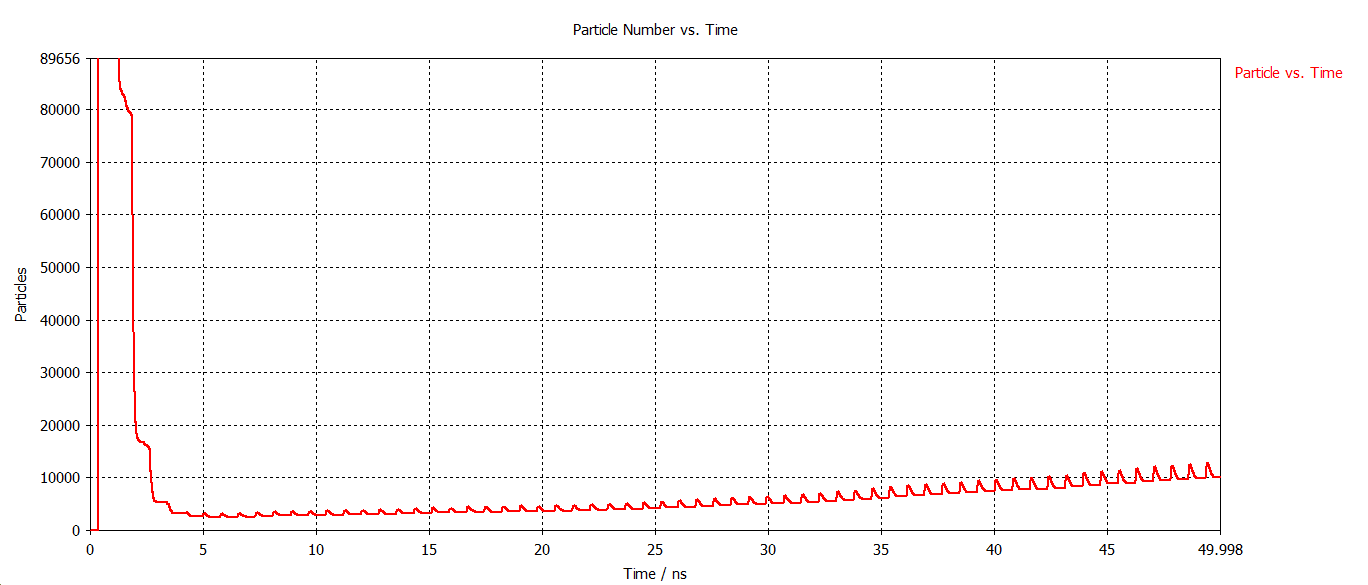 Particle Number vs. Time
Particle vs. Time
Particles
89656
80000
70000
60000
50000
40000
30000
20000
10000
0
0 5 10 15 20 25 30 35 40 45 49.998
Time / ns